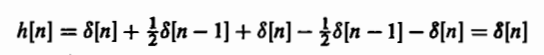 h[n] = δ[n] + ½δ[n − 1] + δ[n] − ½δ[n − 1] − δ[n] = δ[n]